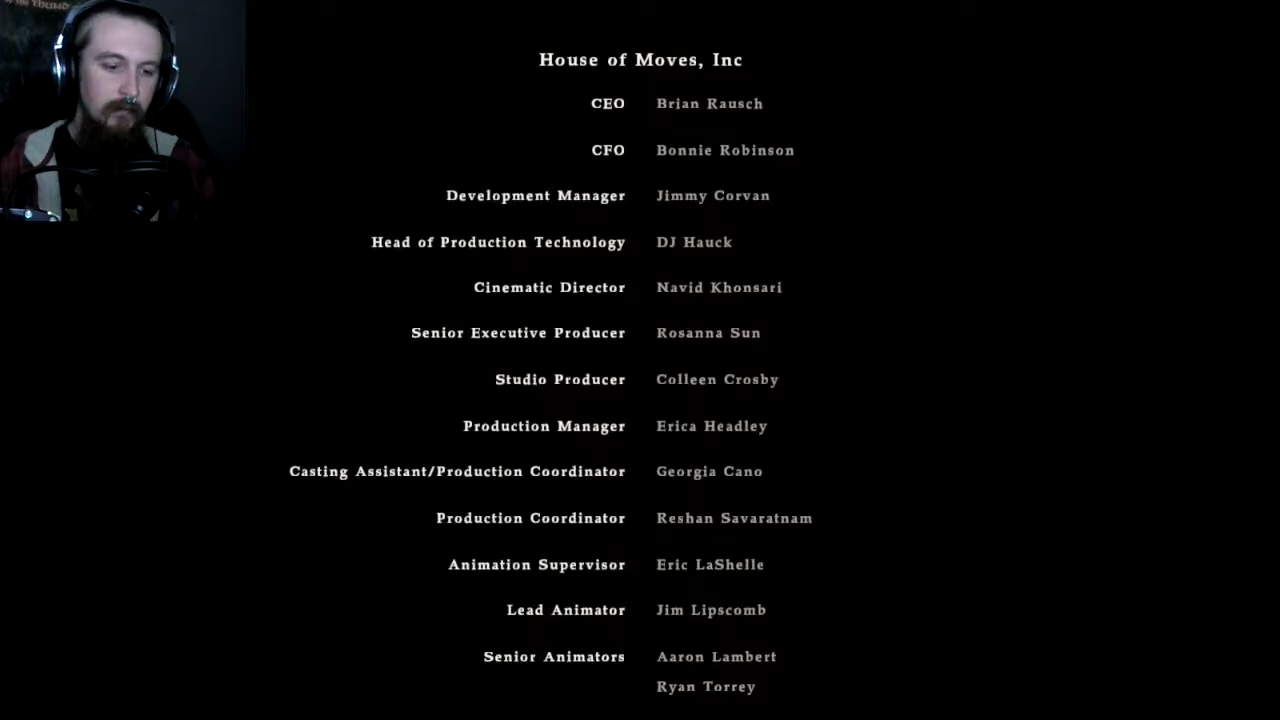 House of Moves, Inc
CEO Brian Rausch
CFO Bonnie Robinson
Development Manager Jimmy Corvan
Head of Production Technology DJ Hauck
Cinematic Director Navid Khonsari
Senior Executive Producer Rosanna Sun
Studio Producer Colleen Crosby
Production Manager Erica Headley
Casting Assistant/Production Coordinator Georgia Cano
Production Coordinator Reshan Savaratnam
Animation Supervisor Eric LaShelle
Lead Animator Jim Lipscomb
Senior Animators Aaron Lambert
Ryan Torrey